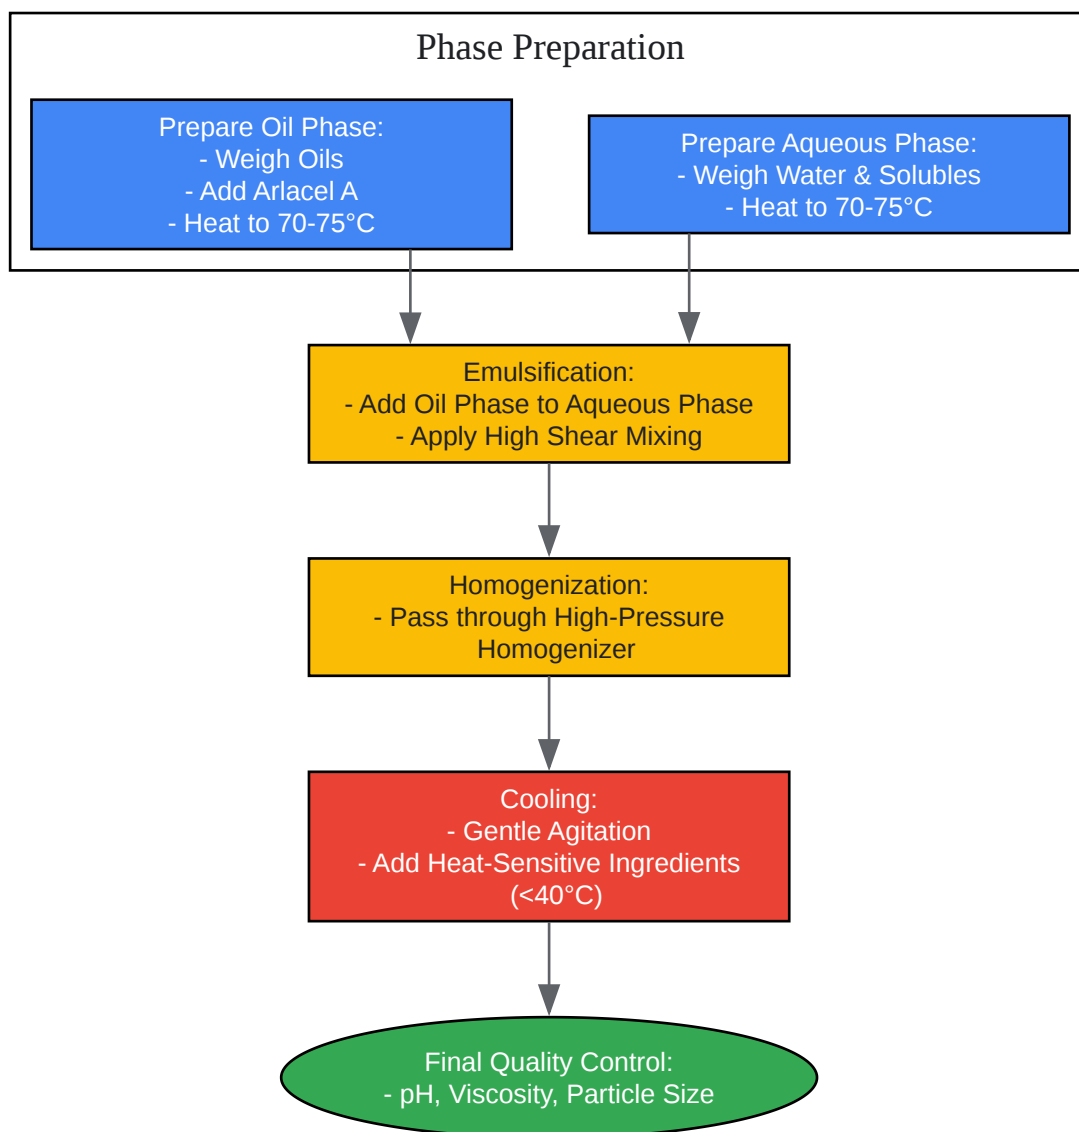 Phase Preparation
Prepare Oil Phase:
- Weigh Oils
- Add Arlacel A
- Heat to 70-75°C
Prepare Aqueous Phase:
- Weigh Water & Solubles
- Heat to 70-75°C
Emulsification:
- Add Oil Phase to Aqueous Phase
- Apply High Shear Mixing
Homogenization:
- Pass through High-Pressure
Homogenizer
Cooling:
- Gentle Agitation
- Add Heat-Sensitive Ingredients
(<40°C)
Final Quality Control:
- pH, Viscosity, Particle Size